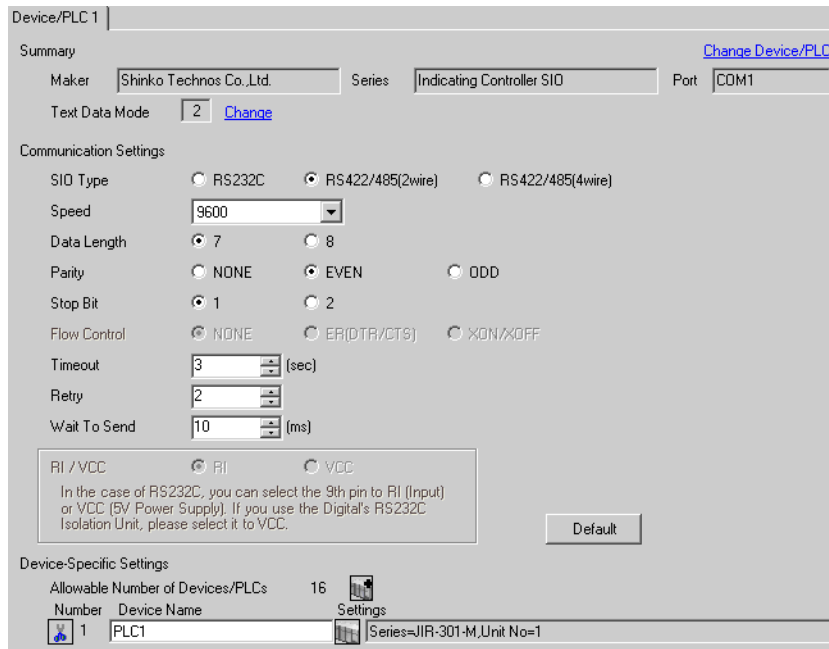 Device/PLC 1
Summary
Change Device/PLC
Maker Shinko Technos Co.,Ltd. Series Indicating Controller SIO Port COM1
Text Data Mode 2 Change
Communication Settings
SIO Type RS232C RS422/485(2wire) RS422/485(4wire)
Speed 9600
Data Length 7 8
Parity NONE EVEN ODD
Stop Bit 1 2
Flow Control NONE ER(DTR/CTS) XON/XOFF
Timeout 3 (sec)
Retry 2
Wait To Send 10 (ms)
RI / VCC RI VCC
In the case of RS232C, you can select the 9th pin to RI (Input)
or VCC (5V Power Supply). If you use the Digital's RS232C
Isolation Unit, please select it to VCC.
Default
Device-Specific Settings
Allowable Number of Devices/PLCs 16
Number Device Name Settings
1 PLC1 Series=JIR-301-M,Unit No=1